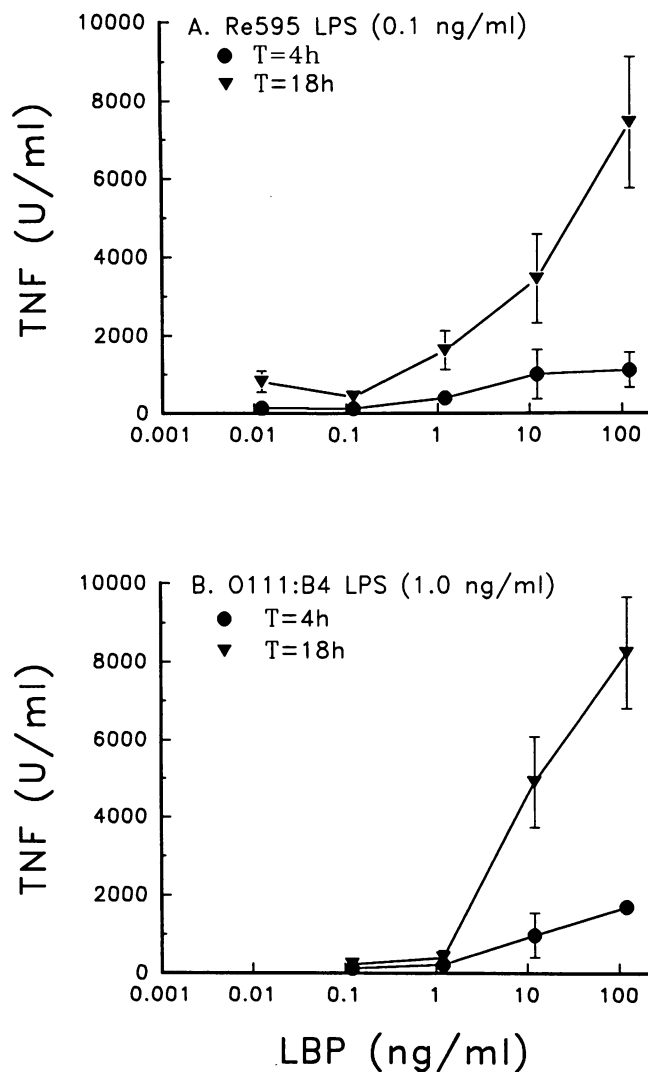 A. Re595 LPS (0.1 ng/ml)
T=4h
T=18h
TNF (U/ml)
10000
8000
6000
4000
2000
0
0.001 0.01 0.1 1 10 100
B. 0111:B4 LPS (1.0 ng/ml)
T=4h
T=18h
TNF (U/ml)
10000
8000
6000
4000
2000
0
0.001 0.01 0.1 1 10 100
LBP (ng/ml)